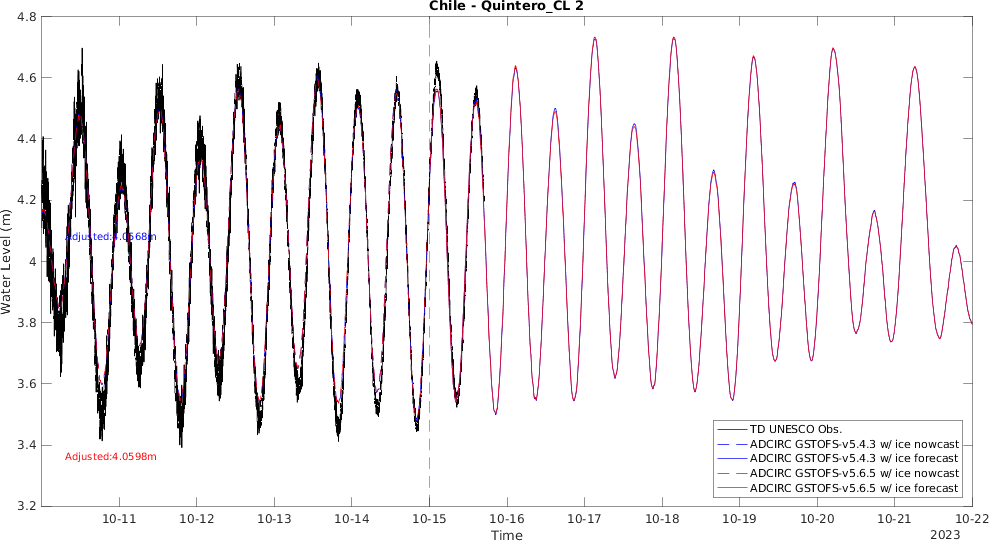 Chile - Quintero_CL 2
4.8
4.6
4.4
4.2
4
3.8
3.6
3.4
3.2
Water Level (m)
Adjusted:4.0568m
Adjusted:4.0598m
TD UNESCO Obs.
ADCIRC GSTOFS-v5.4.3 w/ ice nowcast
ADCIRC GSTOFS-v5.4.3 w/ ice forecast
ADCIRC GSTOFS-v5.6.5 w/ ice nowcast
ADCIRC GSTOFS-v5.6.5 w/ ice forecast
10-11 10-12 10-13 10-14 10-15 10-16 10-17 10-18 10-19 10-20 10-21 10-22
Time
2023